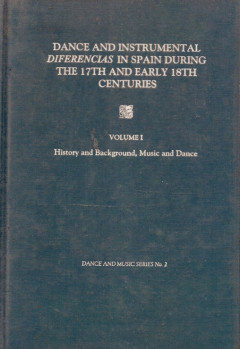 DANCE AND INSTRUMENTAL
DIFERENCIAS IN SPAIN DURING
THE 17TH AND EARLY 18TH
CENTURIES
VOLUME I
History and Background, Music and Dance
DANCE AND MUSIC SERIES No. 2